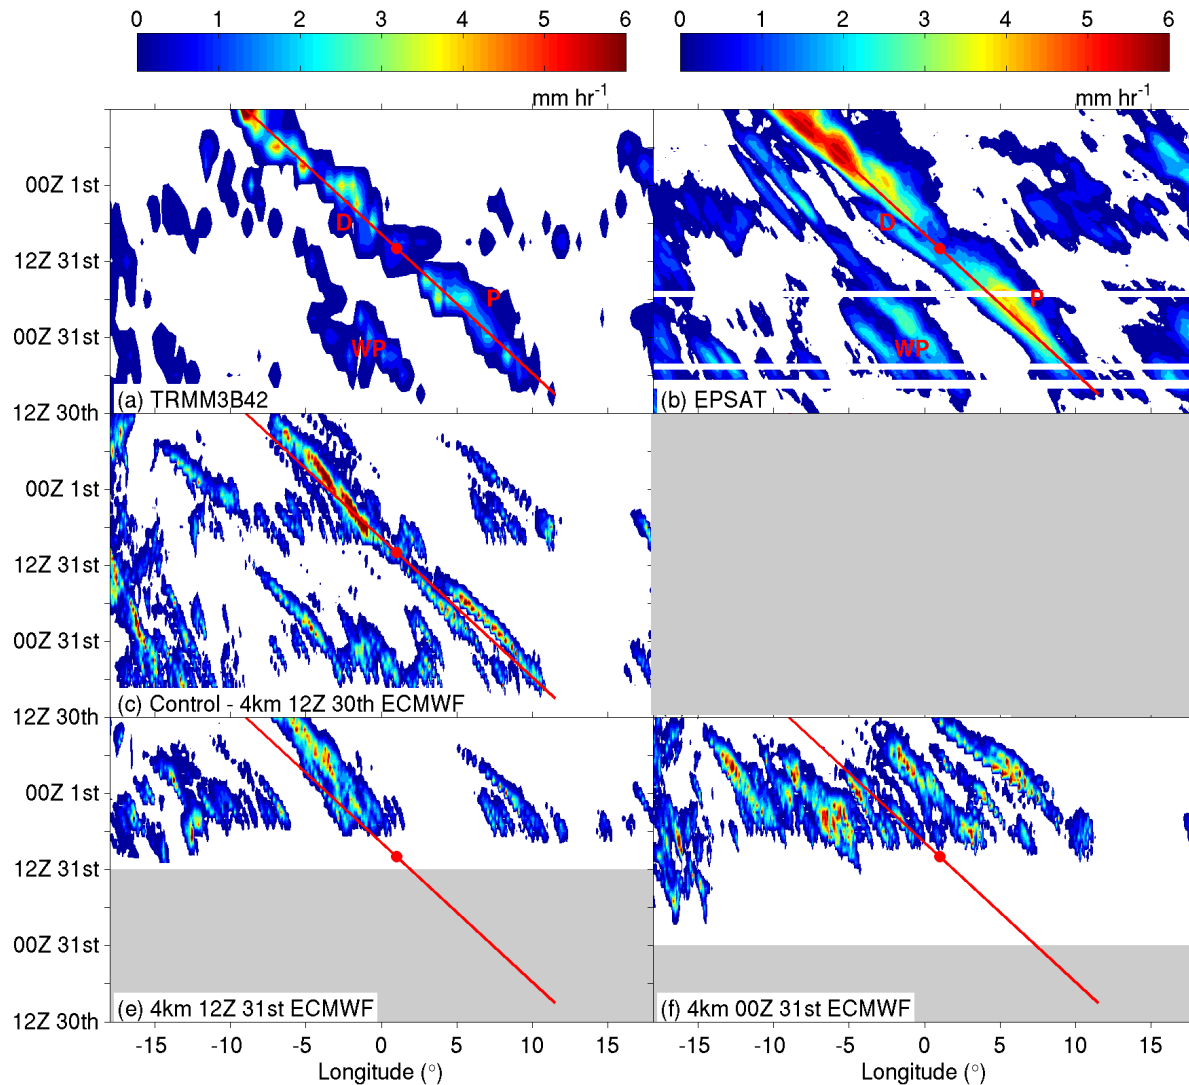 0 1 2 3 4 5 6 0 1 2 3 4 5 6
mm hr-1 mm hr-1
00Z 1st
D D
12Z 31st
P P
00Z 31st
WP WP
(a) TRMM3B42 (b) EPSAT
12Z 30th
00Z 1st
12Z 31st
00Z 31st
(c) Control - 4km 12Z 30th ECMWF
12Z 30th
00Z 1st
12Z 31st
00Z 31st
(e) 4km 12Z 31st ECMWF (f) 4km 00Z 31st ECMWF
12Z 30th
-15 -10 -5 0 5 10 15 -15 -10 -5 0 5 10 15
Longitude (°) Longitude (°)